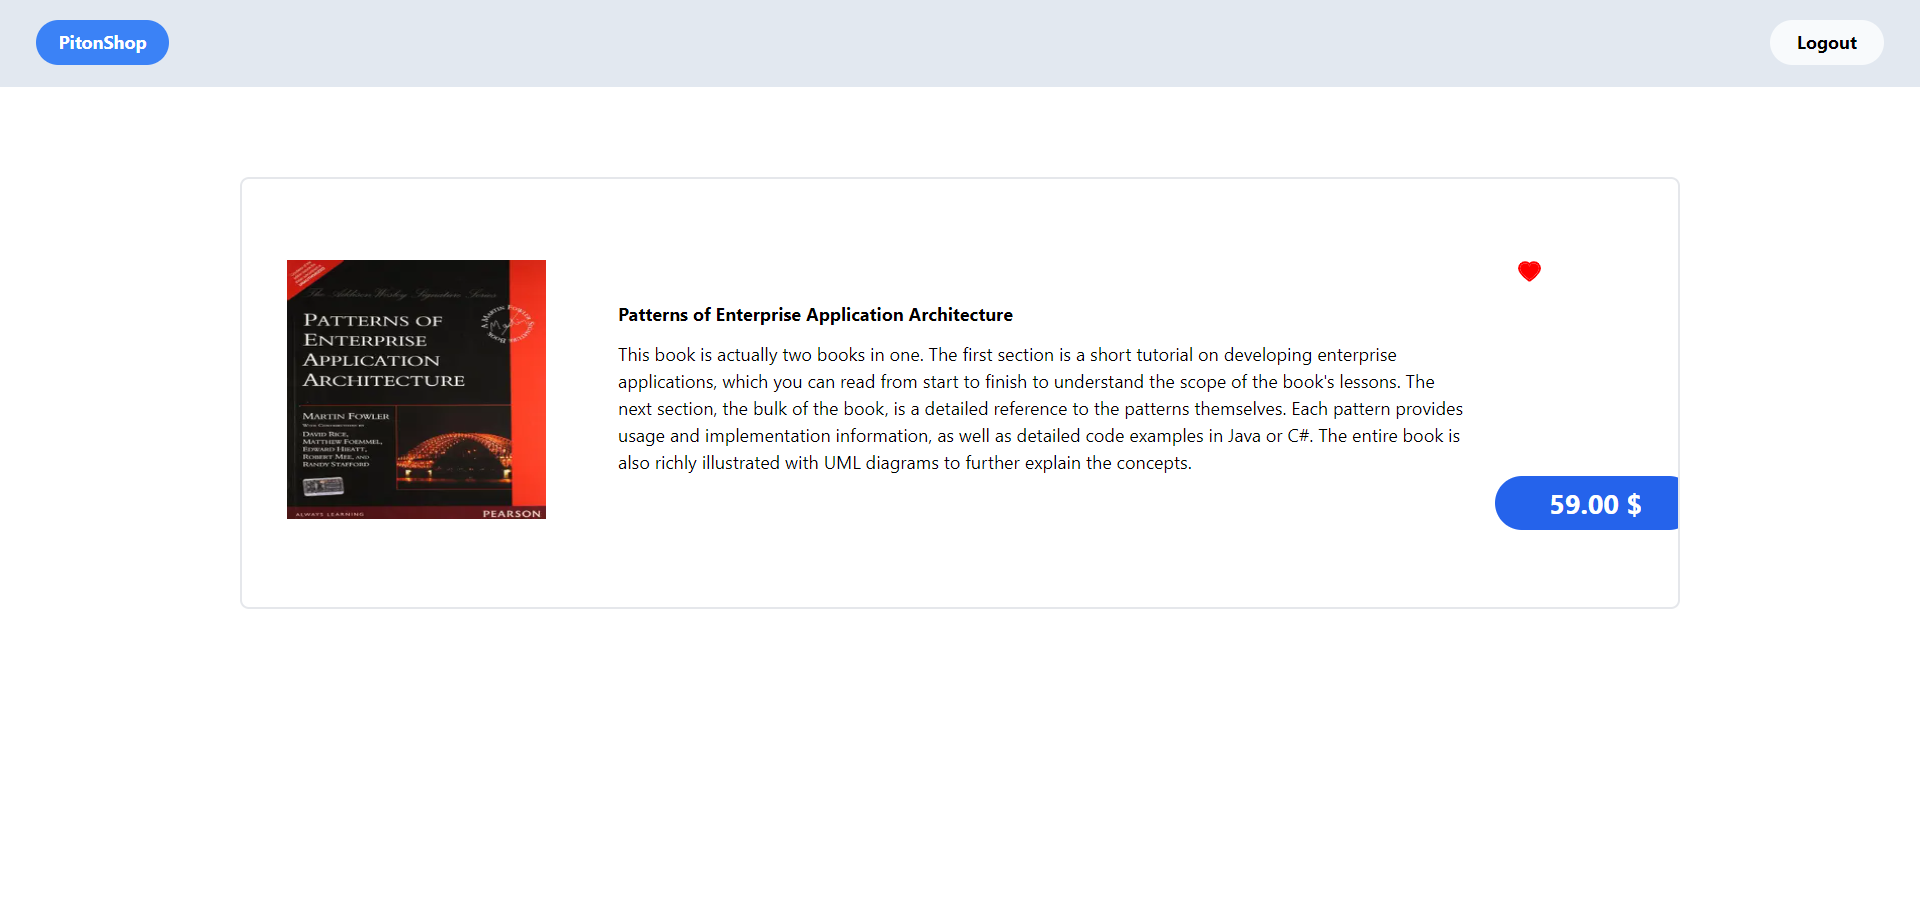 PitonShop
Logout
The Addison Wesley Signature Series
PATTERNS OF
ENTERPRISE
APPLICATION
ARCHITECTURE
MARTIN FOWLER
WITH CONTRIBUTIONS BY
DAVID RICE,
MATTHEW FOEMMEL,
EDWARD HIEATT,
ROBERT MEE, AND
RANDY STAFFORD
ALWAYS LEARNING
PEARSON
Patterns of Enterprise Application Architecture
This book is actually two books in one. The first section is a short tutorial on developing enterprise
applications, which you can read from start to finish to understand the scope of the book's lessons. The
next section, the bulk of the book, is a detailed reference to the patterns themselves. Each pattern provides
usage and implementation information, as well as detailed code examples in Java or C#. The entire book is
also richly illustrated with UML diagrams to further explain the concepts.
59.00 $